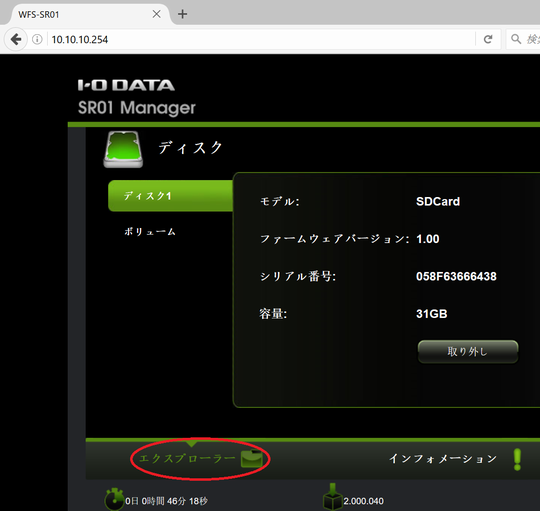 WFS-SR01
10.10.10.254
検索
I-O DATA
SR01 Manager
ディスク
ディスク1
モデル: SDCard
ボリューム
ファームウェアバージョン: 1.00
シリアル番号: 058F63666438
容量: 31GB
取り外し
エクスプローラー インフォメーション
0日 0時間 46分 18秒 2.000.040